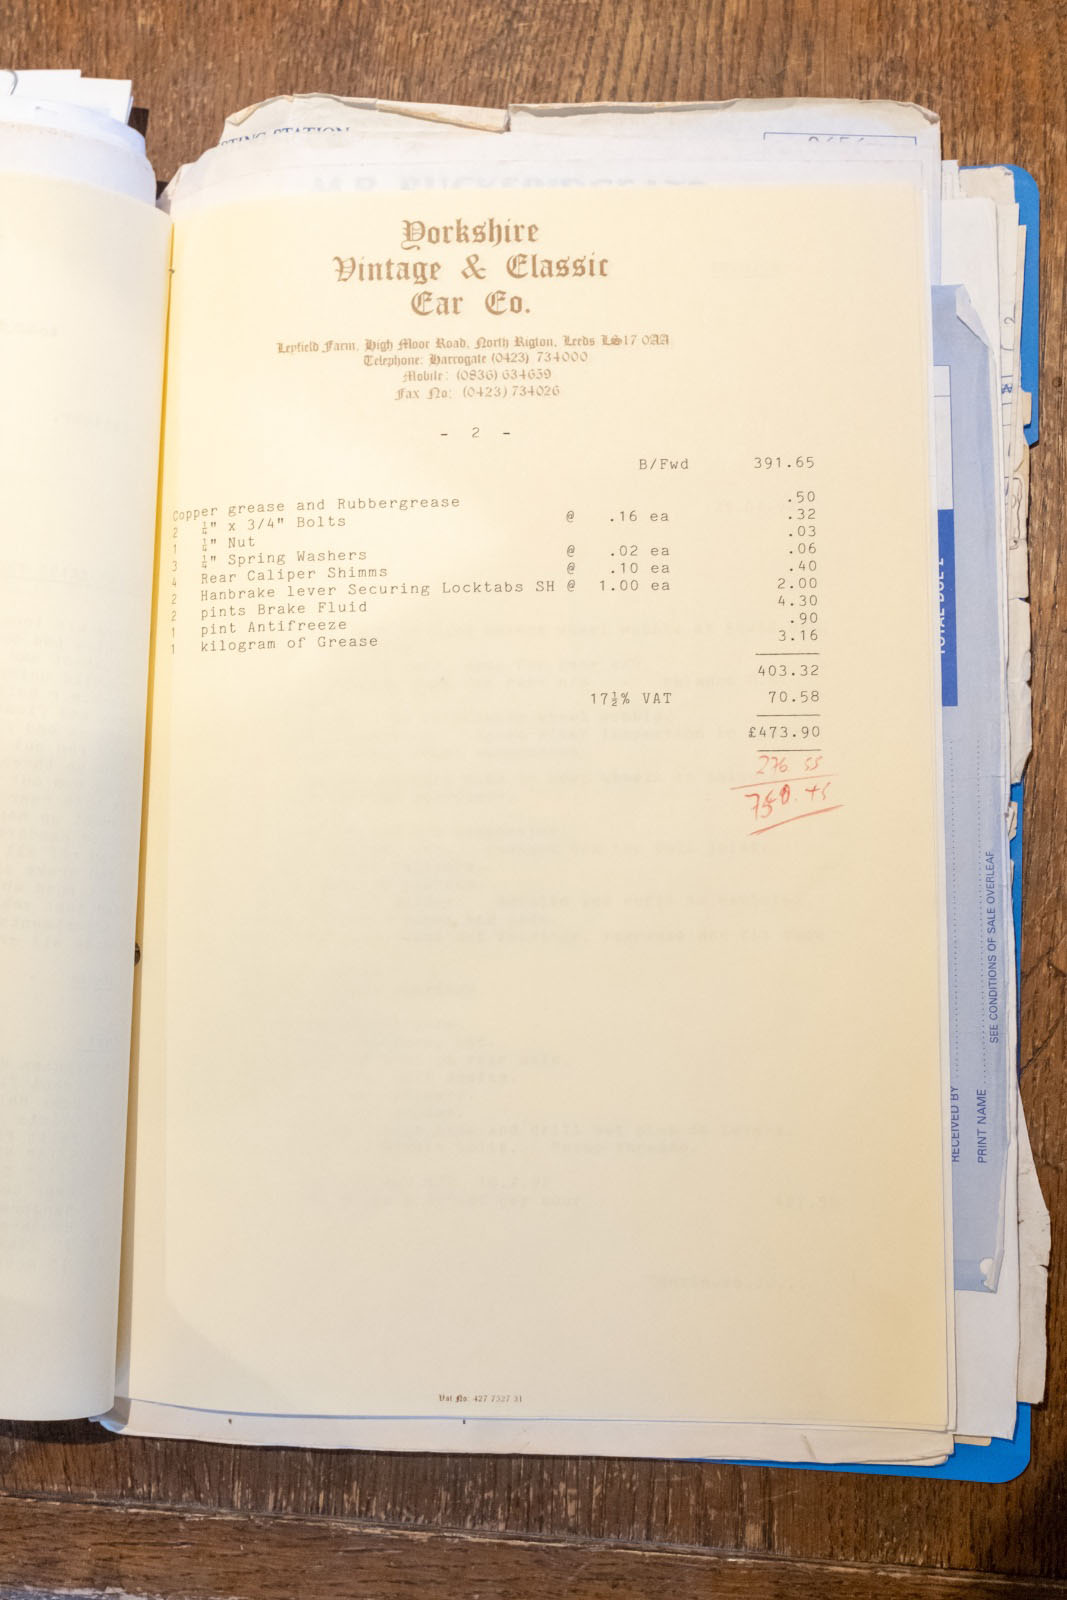 STING STATION
Yorkshire
Vintage & Classic
Car Co.
Leyfield Farm, High Moor Road, North Rigton, Leeds LS17 0AA
Telephone: Harrogate (0423) 734000
Mobile: (0836) 634659
Fax No: (0423) 734026
- 2 -
B/Fwd 391.65
Copper grease and Rubbergrease .50
2 ¼" x 3/4" Bolts @ .16 ea .32
1 ¼" Nut .03
3 ¼" Spring Washers @ .02 ea .06
4 Rear Caliper Shimms @ .10 ea .40
2 Hanbrake lever Securing Locktabs SH @ 1.00 ea 2.00
2 pints Brake Fluid 4.30
1 pint Antifreeze .90
1 kilogram of Grease 3.16
403.32
17½% VAT 70.58
£473.90
276.55
750.45
Vat No: 427 7327 31
TOTAL DUE £
SEE CONDITIONS OF SALE OVERLEAF
RECEIVED BY
PRINT NAME